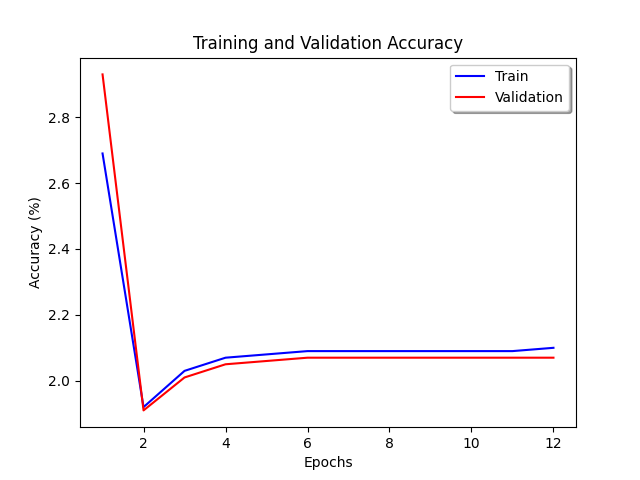 Training and Validation Accuracy
Train
Validation
Accuracy (%)
2.8
2.6
2.4
2.2
2.0
2 4 6 8 10 12
Epochs